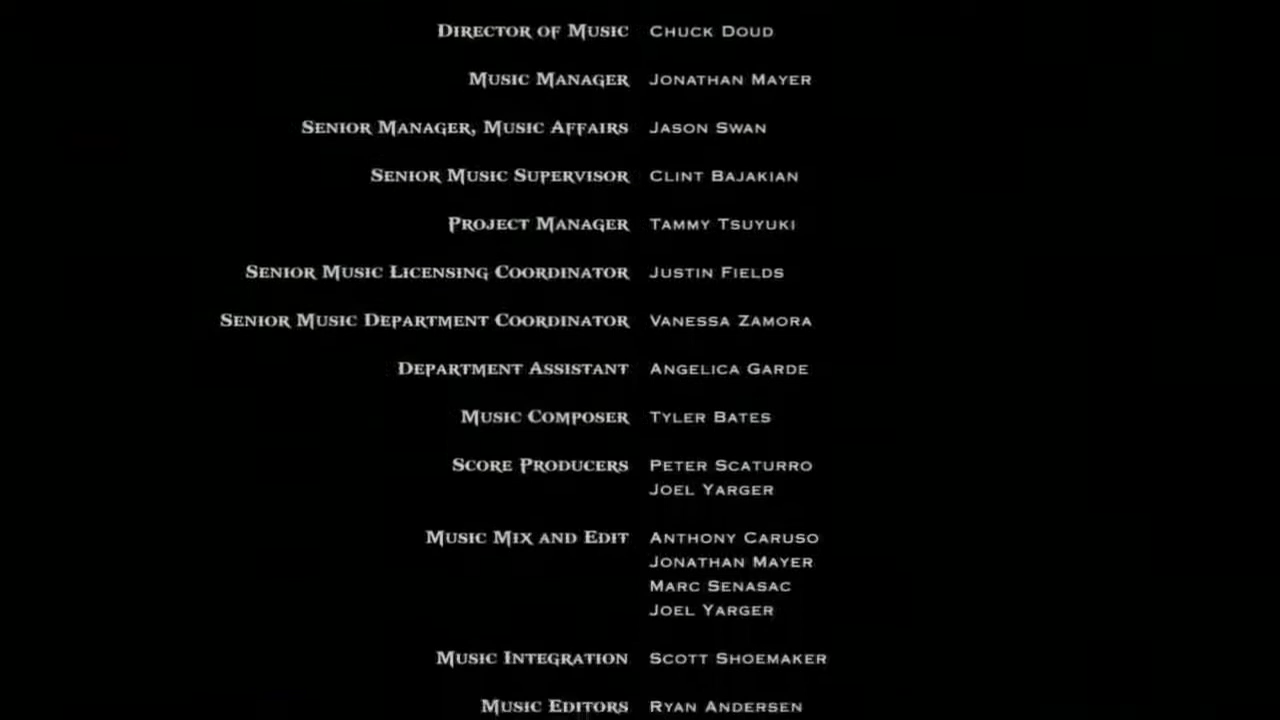 Director of Music Chuck Doud
Music Manager Jonathan Mayer
Senior Manager, Music Affairs Jason Swan
Senior Music Supervisor Clint Bajakian
Project Manager Tammy Tsuyuki
Senior Music Licensing Coordinator Justin Fields
Senior Music Department Coordinator Vanessa Zamora
Department Assistant Angelica Garde
Music Composer Tyler Bates
Score Producers Peter Scaturro
Joel Yarger
Music Mix and Edit Anthony Caruso
Jonathan Mayer
Marc Senasac
Joel Yarger
Music Integration Scott Shoemaker
Music Editors Ryan Andersen